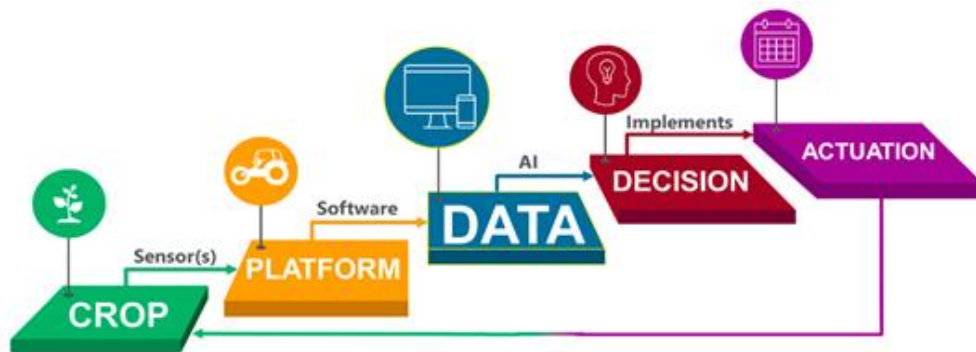 CROP
Sensor(s)
PLATFORM
Software
DATA
AI
DECISION
Implements
ACTUATION